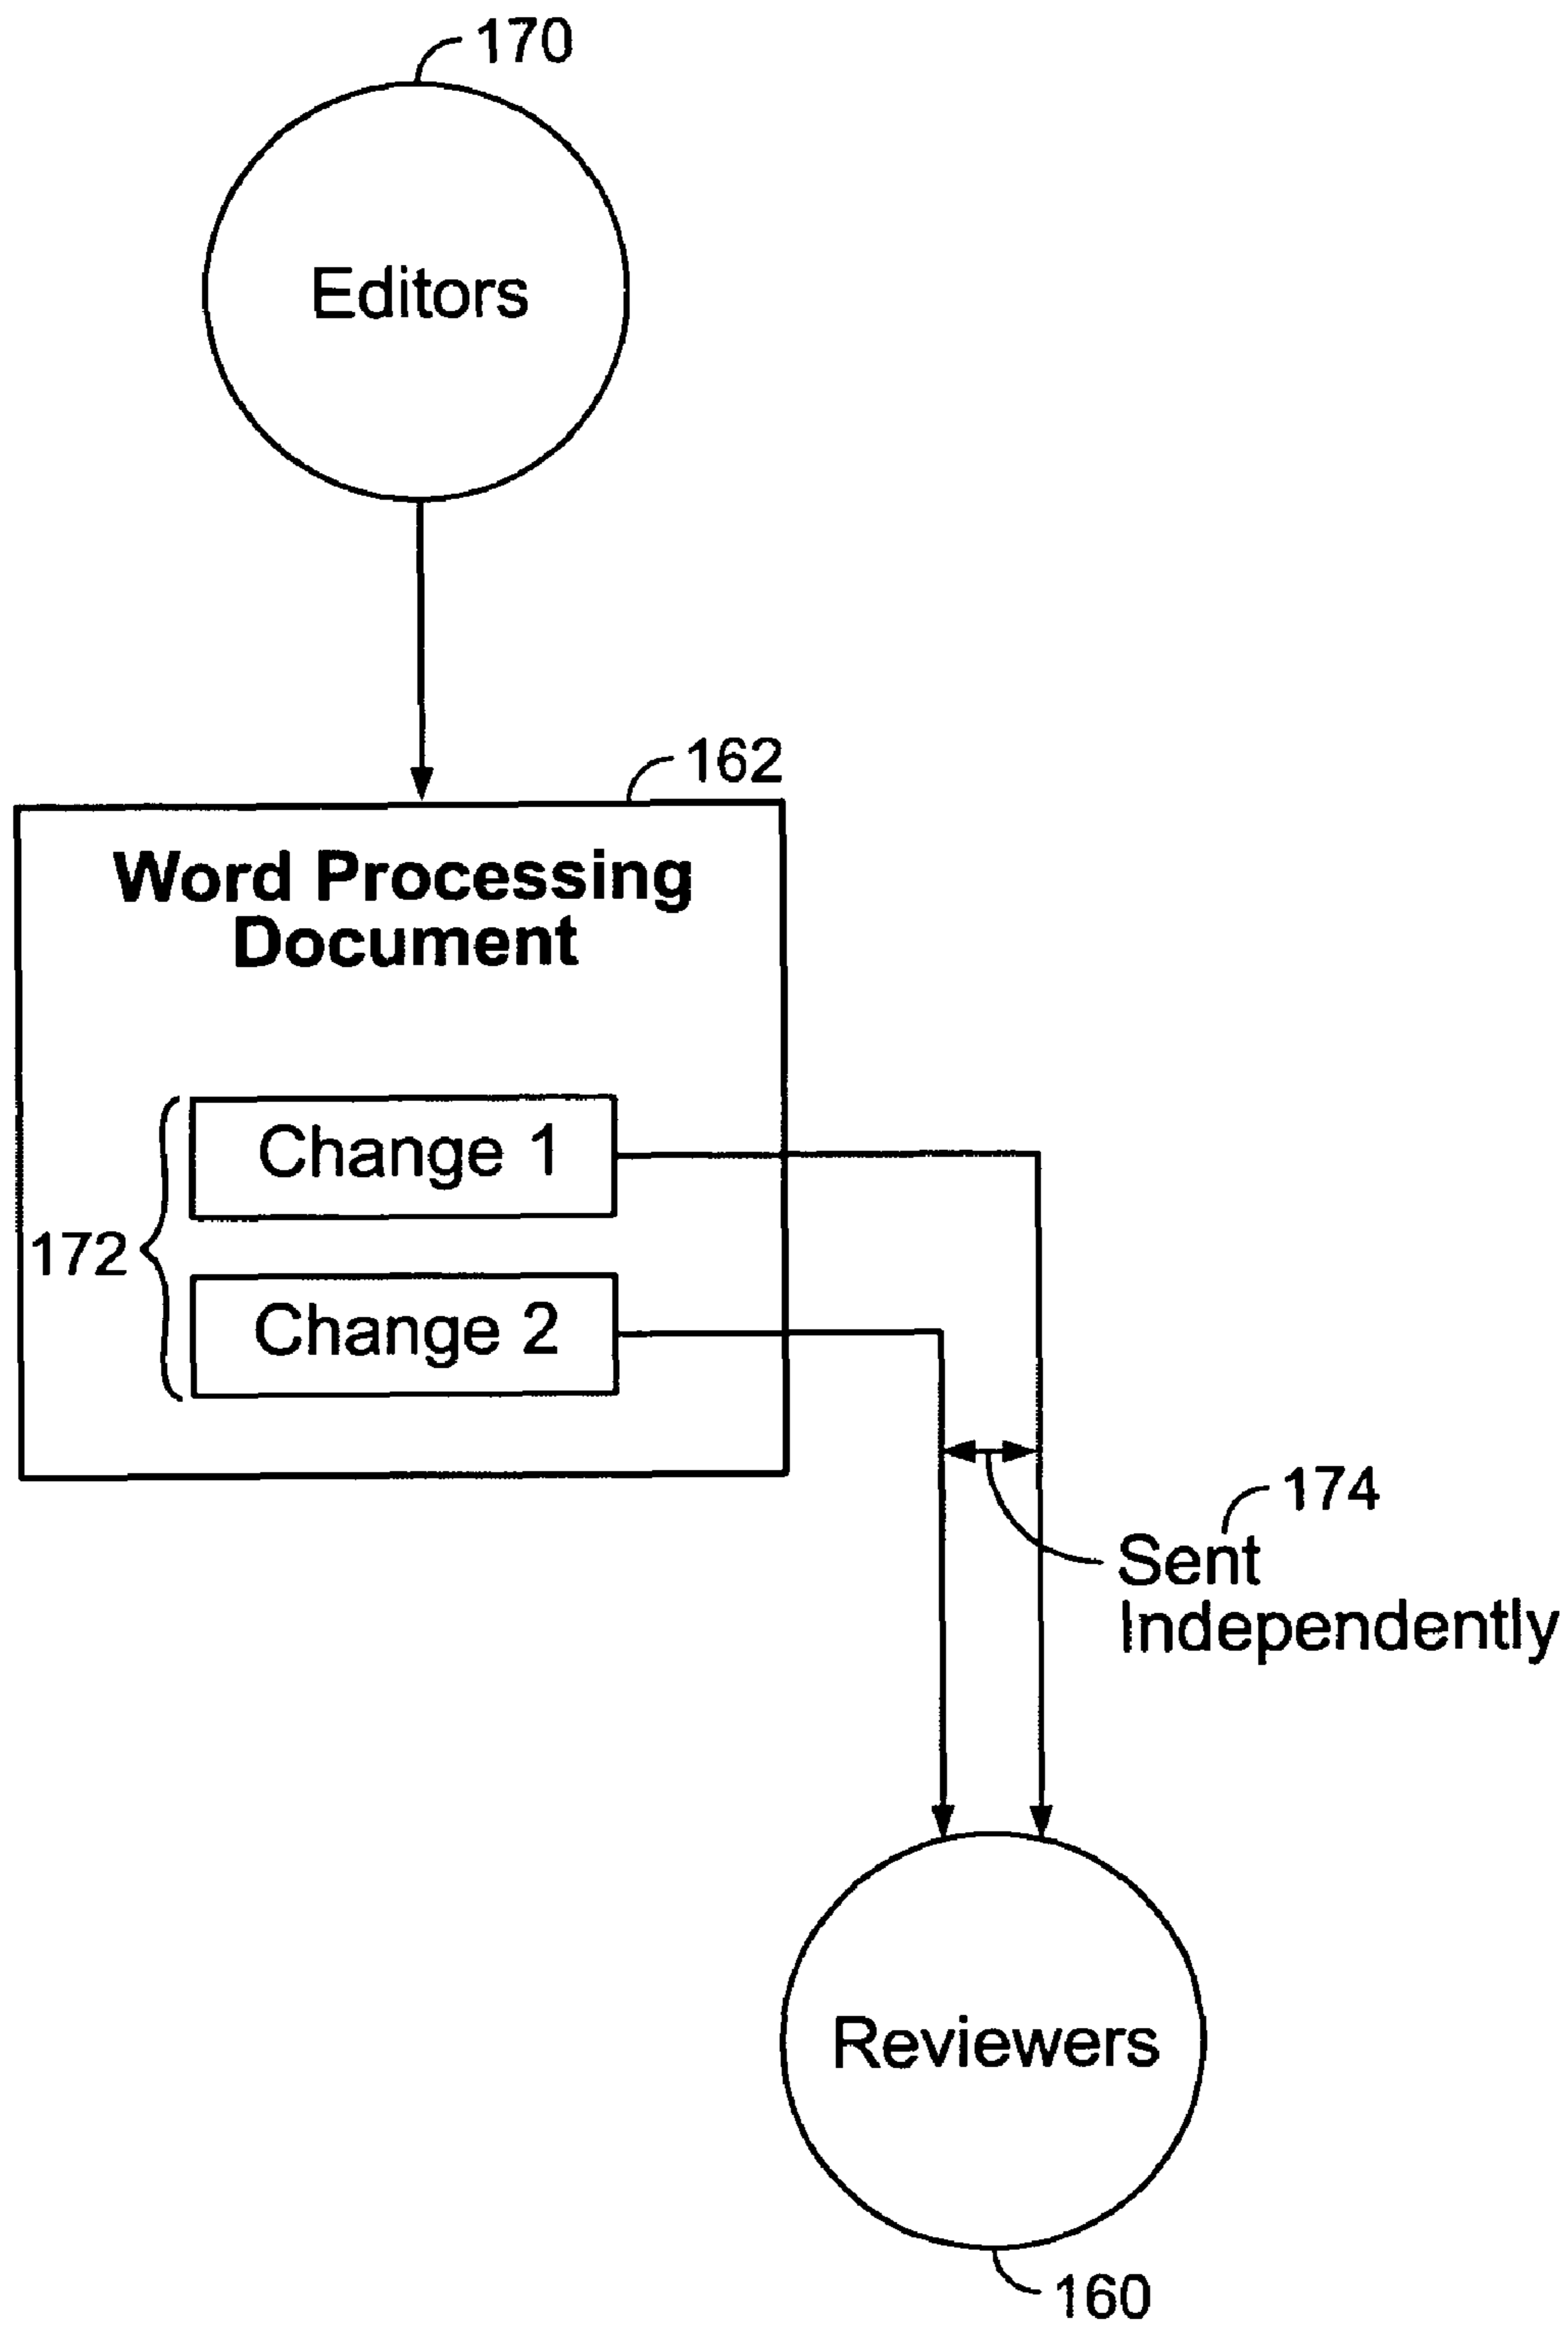 170
Editors
162
Word Processing
Document
Change 1
172
Change 2
174
Sent
Independently
Reviewers
160